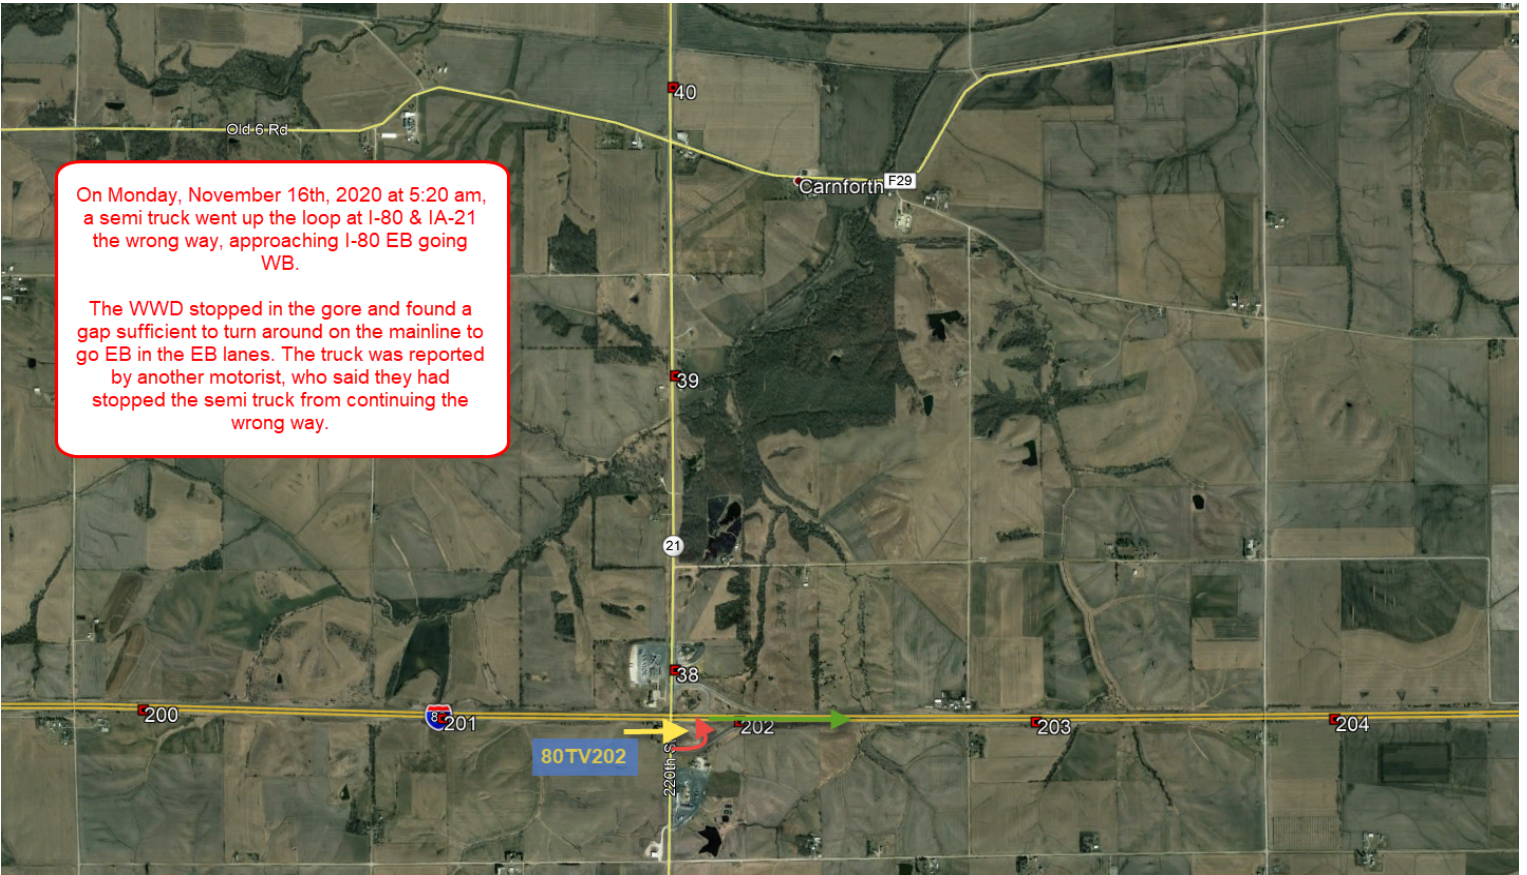 40
Old 6 Rd
Carnforth
F29
On Monday, November 16th, 2020 at 5:20 am,
a semi truck went up the loop at I-80 & IA-21
the wrong way, approaching I-80 EB going
WB.
The WWD stopped in the gore and found a
gap sufficient to turn around on the mainline to
go EB in the EB lanes. The truck was reported
by another motorist, who said they had
stopped the semi truck from continuing the
wrong way.
39
21
38
200
8
201
202
203
204
80TV202
220th S